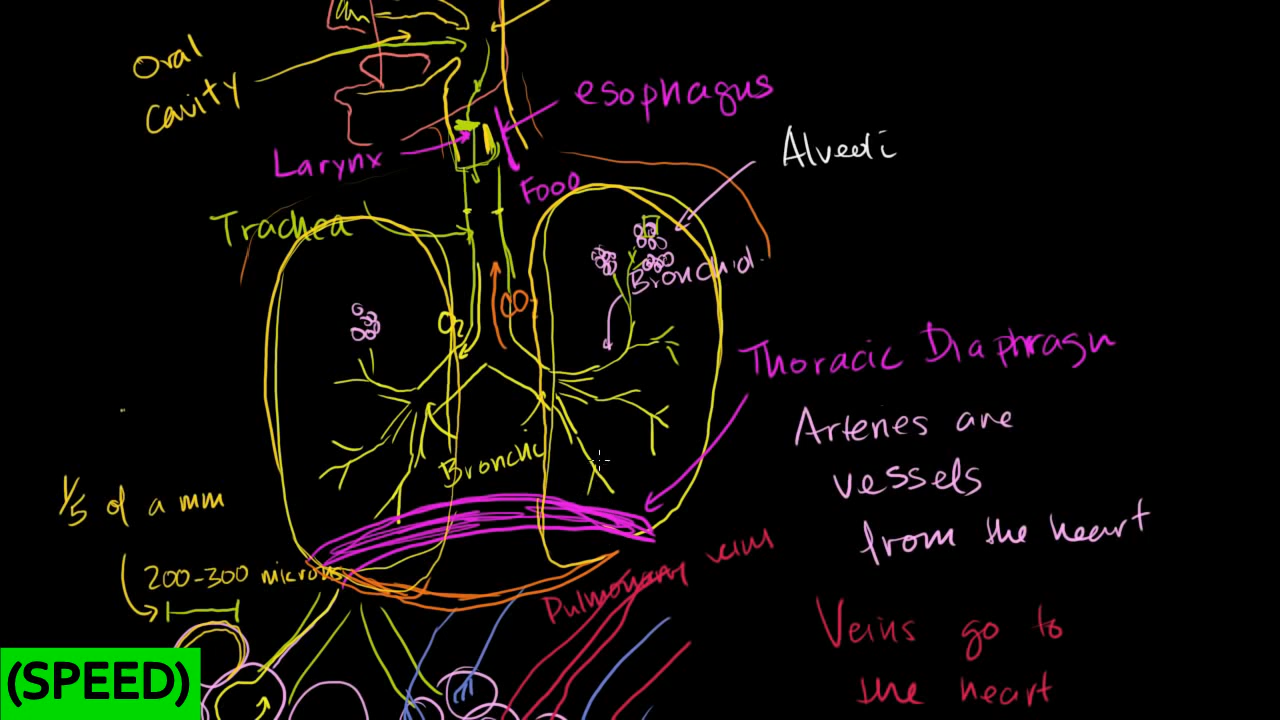 Oral
cavity
esophagus
Larynx
Alveoli
Food
Trachea
Bronchiol
O2
CO
Thoracic Diaphragm
Arteries are
vessels
from the heart
Bronchi
1/5 of a mm
200-300 microns
Pulmonary vein
Veins go to
the heart
(SPEED)